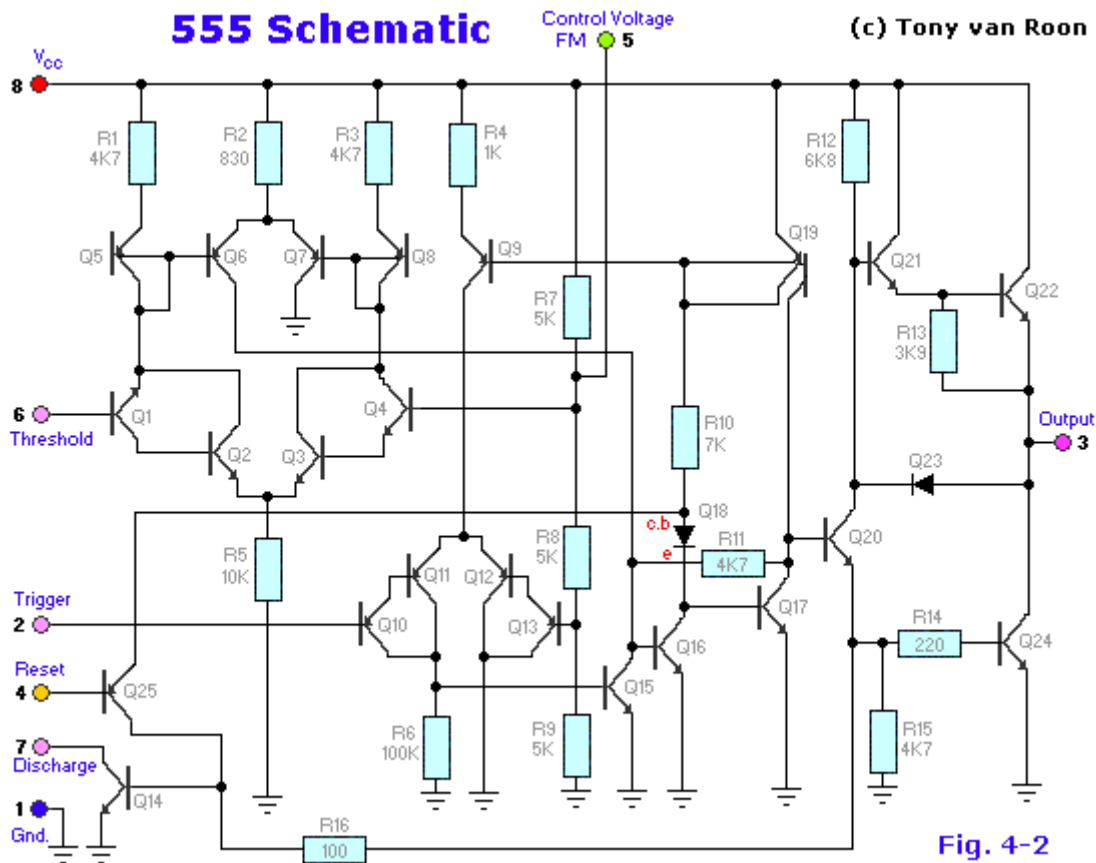 555 Schematic
Control Voltage
FM 5
(c) Tony van Roon
Vcc
8
R1
4K7
R2
830
R3
4K7
R4
1K
R12
6K8
Q5
Q6
Q7
Q8
Q9
Q19
Q21
Q22
R7
5K
R13
3K9
6
Threshold
Q1
Q2
Q3
Q4
R10
7K
Output
3
Q23
Q18
c.b
e
R11
4K7
Q20
R5
10K
R8
5K
Q11
Q12
Trigger
2
Q10
Q13
Q16
Q17
R14
220
Q24
Reset
4
Q25
Q15
R6
100K
R9
5K
R15
4K7
7
Discharge
Q14
1
Gnd.
R16
100
Fig. 4-2